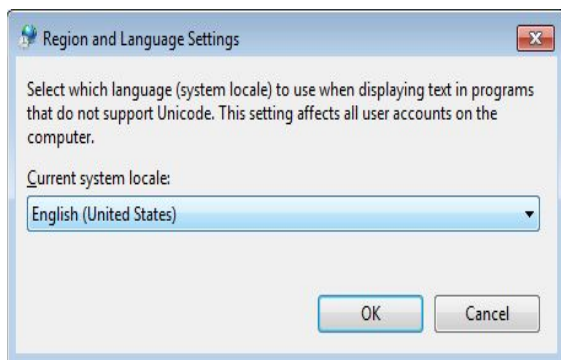 Region and Language Settings
Select which language (system locale) to use when displaying text in programs
that do not support Unicode. This setting affects all user accounts on the
computer.
Current system locale:
English (United States)
OK
Cancel